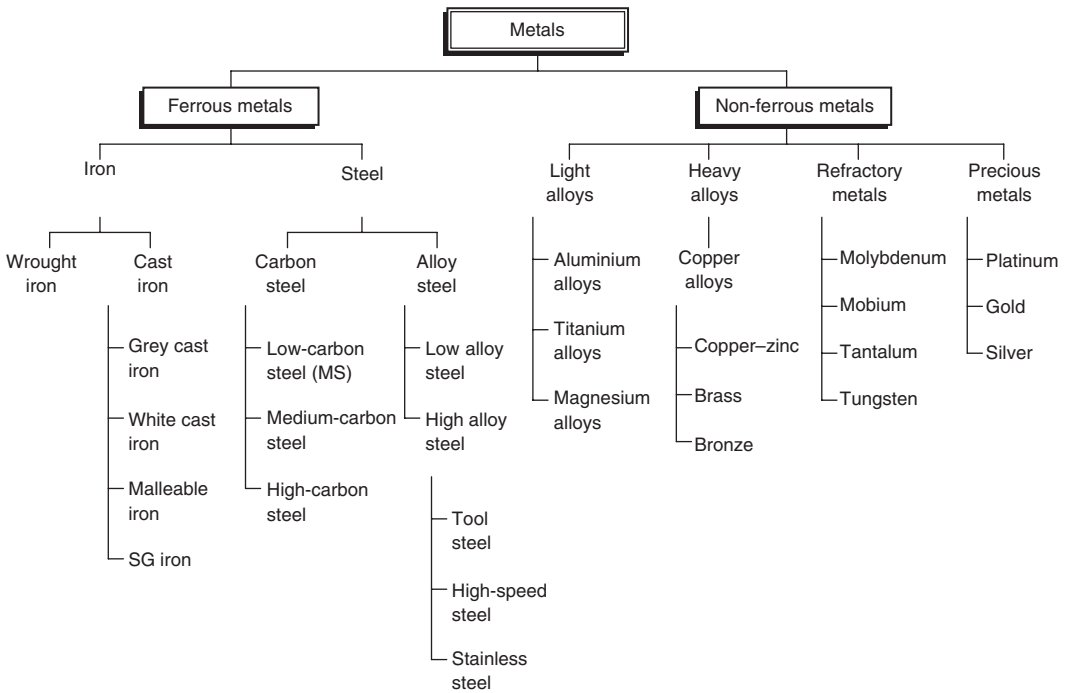 Metals
Ferrous metals
Non-ferrous metals
Iron
Steel
Light
alloys
Heavy
alloys
Refractory
metals
Precious
metals
Wrought
iron
Cast
iron
Grey cast
iron
White cast
iron
Malleable
iron
SG iron
Carbon
steel
Low-carbon
steel (MS)
Medium-carbon
steel
High-carbon
steel
Alloy
steel
Low alloy
steel
High alloy
steel
Tool
steel
High-speed
steel
Stainless
steel
Aluminium
alloys
Titanium
alloys
Magnesium
alloys
Copper
alloys
Copper–zinc
Brass
Bronze
Molybdenum
Mobium
Tantalum
Tungsten
Platinum
Gold
Silver